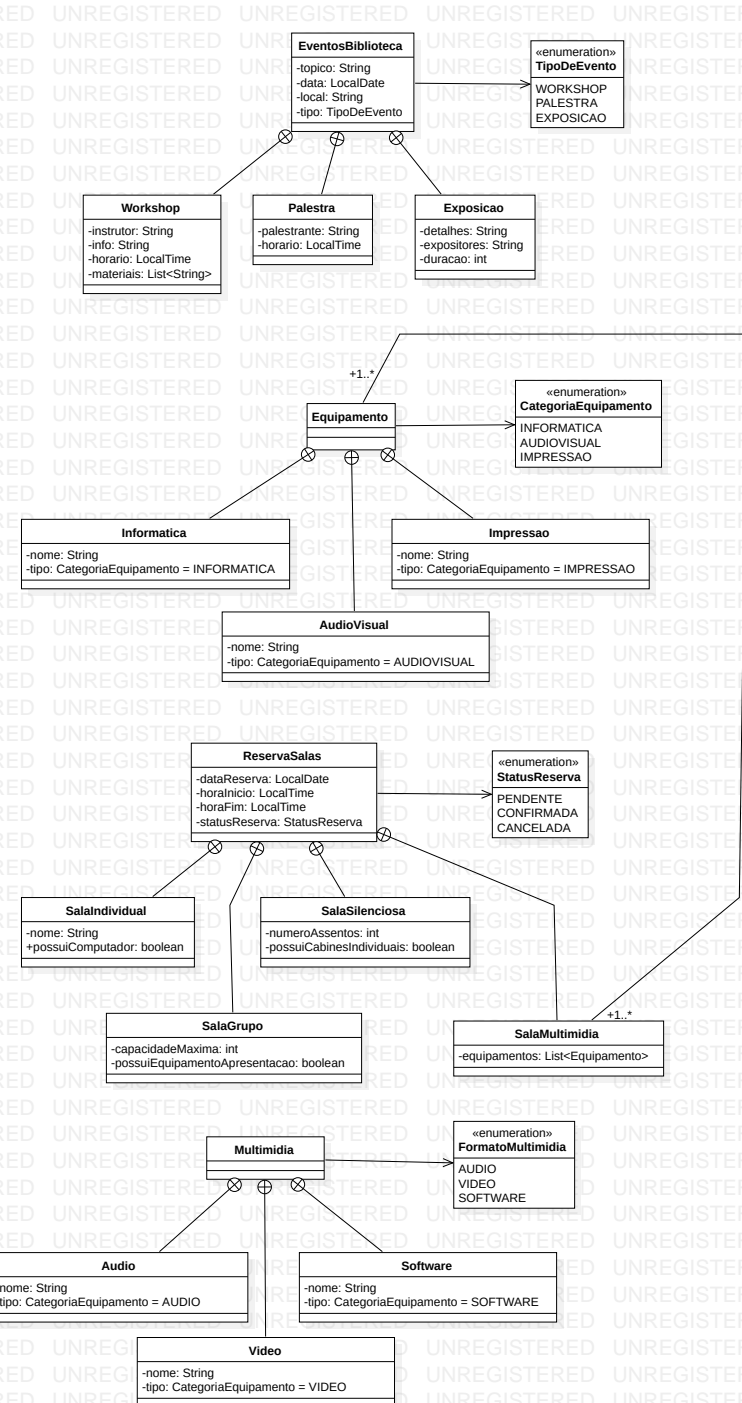 EventosBiblioteca
-topico: String
-data: LocalDate
-local: String
-tipo: TipoDeEvento
«enumeration»
TipoDeEvento
WORKSHOP
PALESTRA
EXPOSICAO
Workshop
-instrutor: String
-info: String
-horario: LocalTime
-materiais: List<String>
Palestra
-palestrante: String
-horario: LocalTime
Exposicao
-detalhes: String
-expositores: String
-duracao: int
+1..*
Equipamento
«enumeration»
CategoriaEquipamento
INFORMATICA
AUDIOVISUAL
IMPRESSAO
Informatica
-nome: String
-tipo: CategoriaEquipamento = INFORMATICA
Impressao
-nome: String
-tipo: CategoriaEquipamento = IMPRESSAO
AudioVisual
-nome: String
-tipo: CategoriaEquipamento = AUDIOVISUAL
ReservaSalas
-dataReserva: LocalDate
-horaInicio: LocalTime
-horaFim: LocalTime
-statusReserva: StatusReserva
«enumeration»
StatusReserva
PENDENTE
CONFIRMADA
CANCELADA
SalaIndividual
-nome: String
+possuiComputador: boolean
SalaSilenciosa
-numeroAssentos: int
-possuiCabinesIndividuais: boolean
SalaGrupo
-capacidadeMaxima: int
-possuiEquipamentoApresentacao: boolean
+1..*
SalaMultimidia
-equipamentos: List<Equipamento>
Multimidia
«enumeration»
FormatoMultimidia
AUDIO
VIDEO
SOFTWARE
Audio
nome: String
tipo: CategoriaEquipamento = AUDIO
Software
-nome: String
-tipo: CategoriaEquipamento = SOFTWARE
Video
-nome: String
-tipo: CategoriaEquipamento = VIDEO
UNREGISTERED